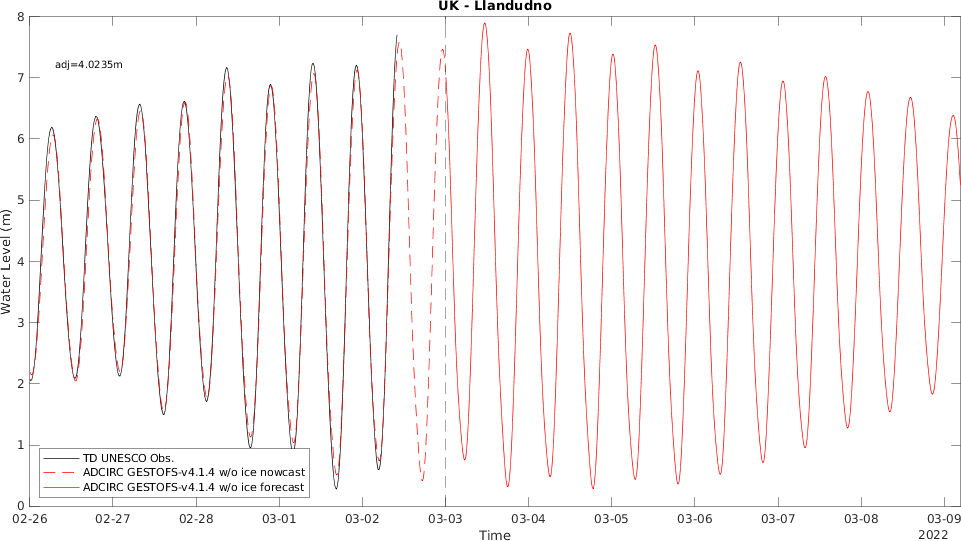 UK - Llandudno
8
7
6
5
4
3
2
1
0
Water Level (m)
adj=4.0235m
TD UNESCO Obs.
ADCIRC GESTOFS-v4.1.4 w/o ice nowcast
ADCIRC GESTOFS-v4.1.4 w/o ice forecast
02-26 02-27 02-28 03-01 03-02 03-03 03-04 03-05 03-06 03-07 03-08 03-09
Time
2022